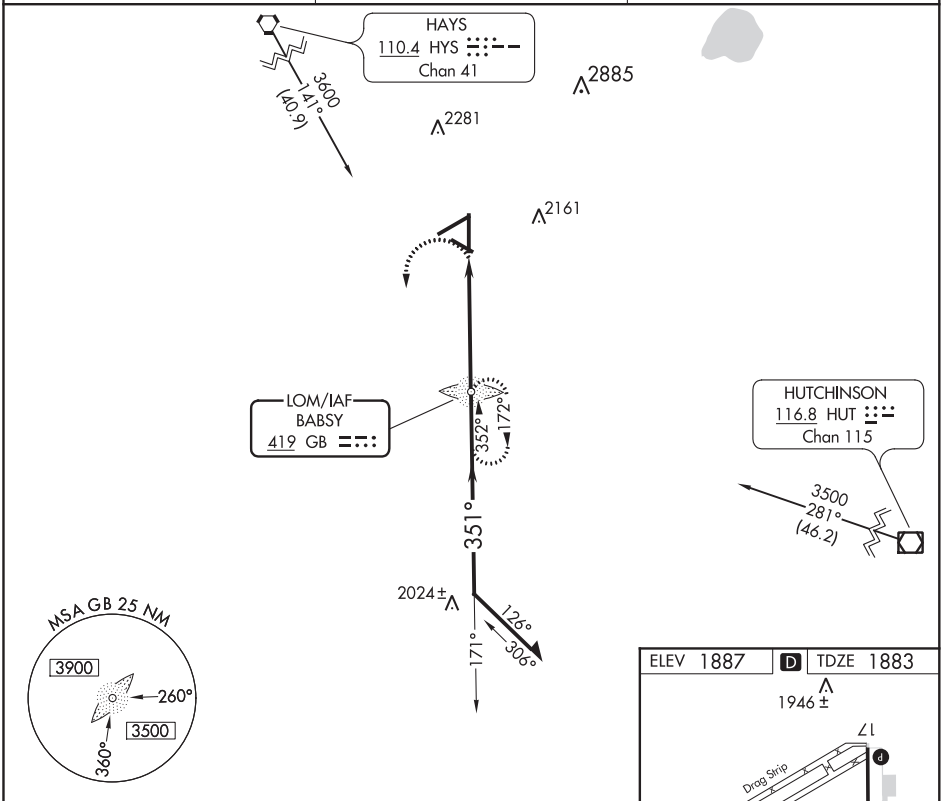 HAYS
110.4 HYS
Chan 41
3600
141°
(40.9)
2885
2281
2161
LOM/IAF
BABSY
419 GB
352°
172°
HUTCHINSON
116.8 HUT
Chan 115
3500
281°
(46.2)
351°
2024±
126°
306°
171°
MSA GB 25 NM
3900
260°
3500
360°
ELEV 1887 D TDZE 1883
1946±
17
P
Drag Strip